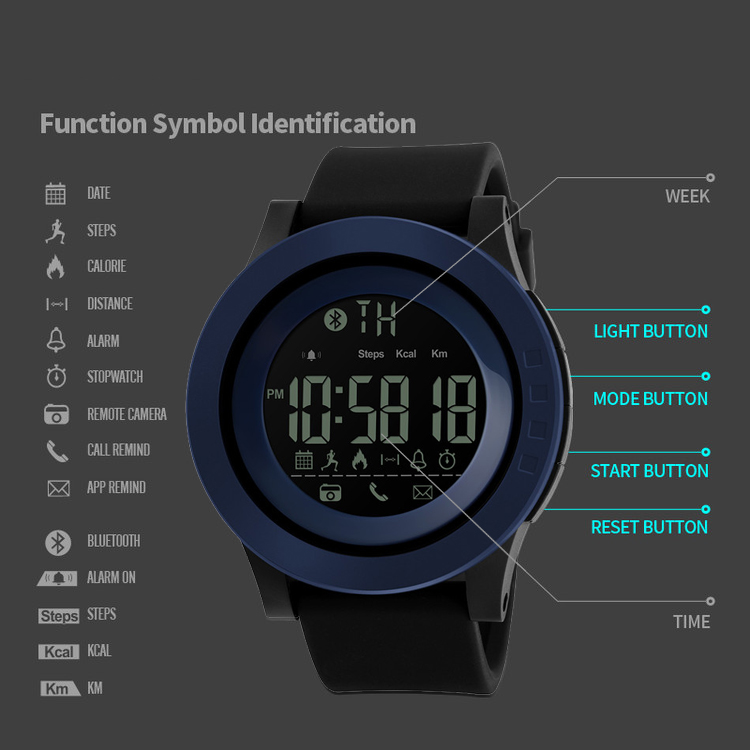 Function Symbol Identification
DATE
STEPS
CALORIE
DISTANCE
ALARM
STOPWATCH
REMOTE CAMERA
CALL REMIND
APP REMIND
BLUETOOTH
ALARM ON
Steps STEPS
Kcal KCAL
Km KM
TH
Steps Kcal Km
PM 10:58 18
WEEK
LIGHT BUTTON
MODE BUTTON
START BUTTON
RESET BUTTON
TIME